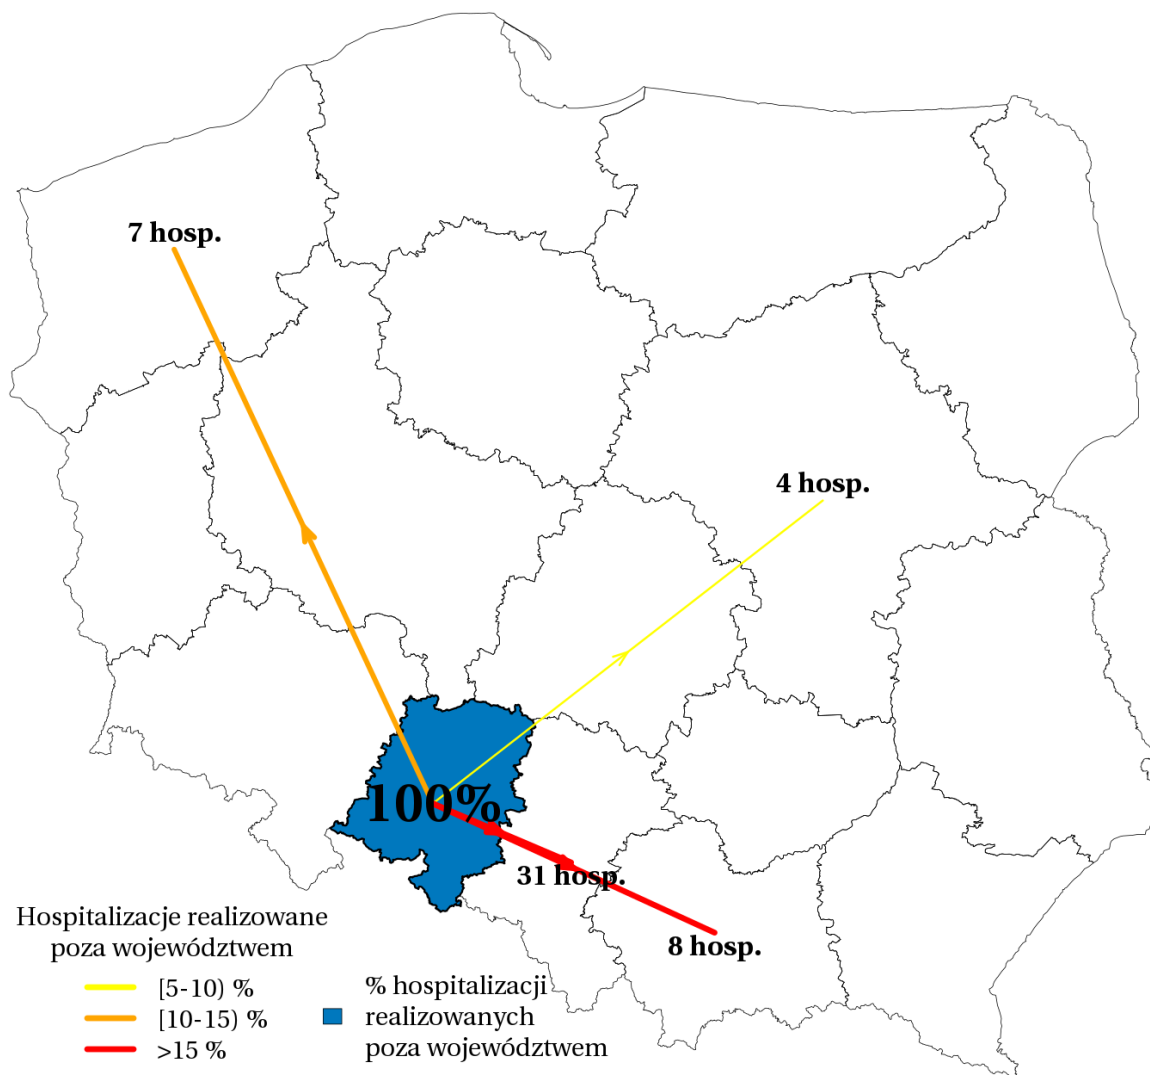 7 hosp.
4 hosp.
100%
31 hosp.
8 hosp.
Hospitalizacje realizowane
poza województwem
[5-10) %
[10-15) %
>15 %
% hospitalizacji
realizowanych
poza województwem